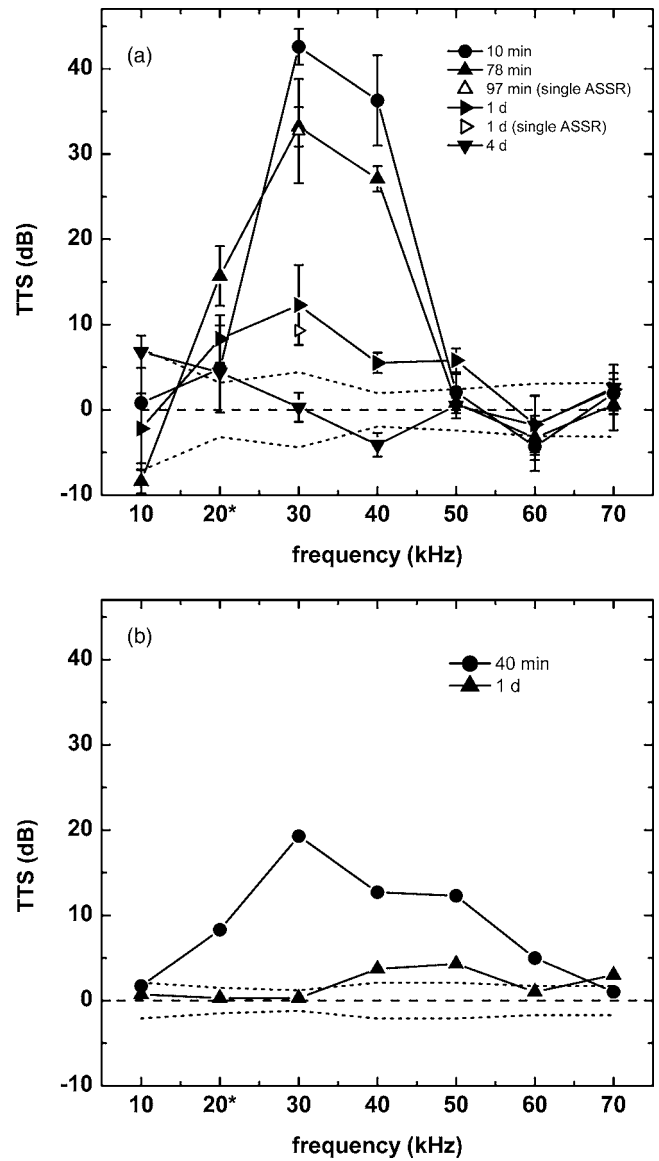 (a)
10 min
78 min
97 min (single ASSR)
1 d
1 d (single ASSR)
4 d
40
30
20
10
0
-10
TTS (dB)
10 20* 30 40 50 60 70
frequency (kHz)
(b)
40 min
1 d
40
30
20
10
0
-10
TTS (dB)
10 20* 30 40 50 60 70
frequency (kHz)